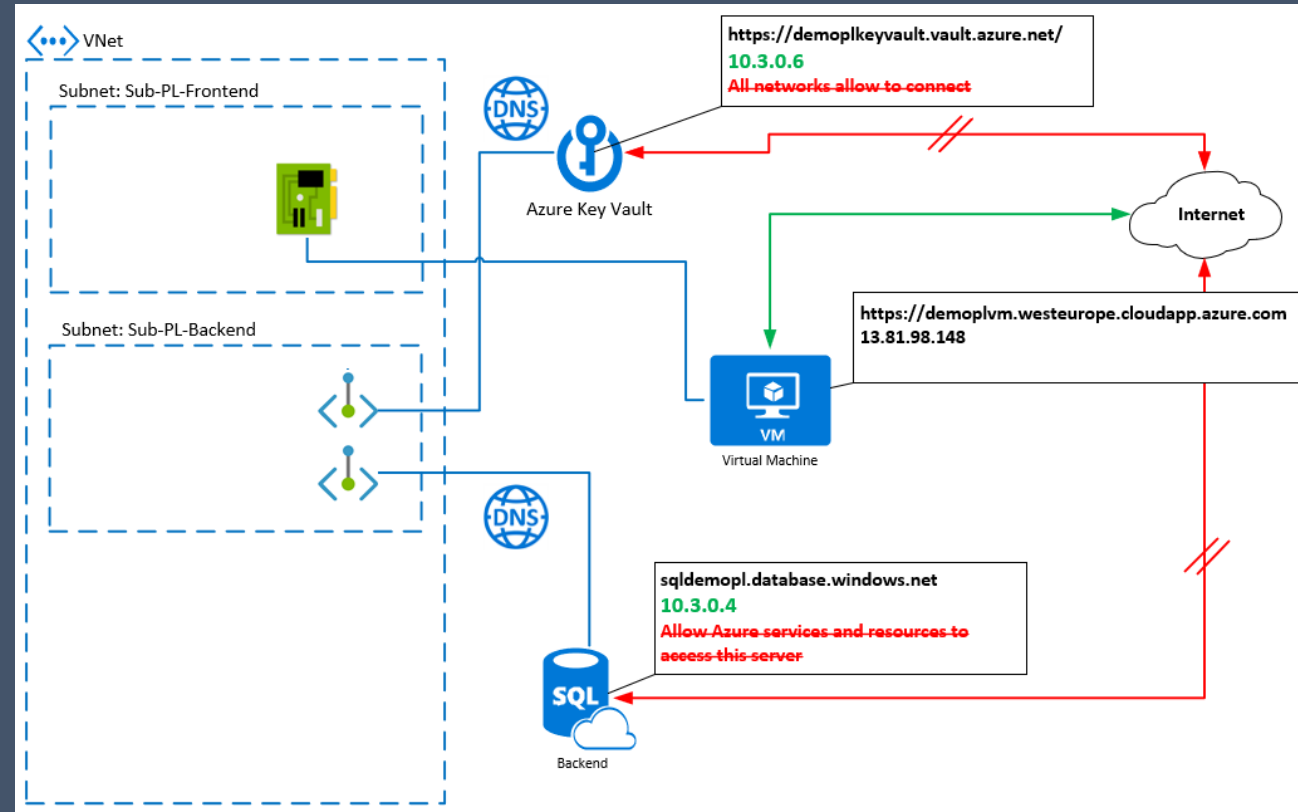 VNet
Subnet: Sub-PL-Frontend
DNS
https://demoplkeyvault.vault.azure.net/
10.3.0.6
All networks allow to connect
Azure Key Vault
Internet
Subnet: Sub-PL-Backend
https://demoplvm.westeurope.cloudapp.azure.com
13.81.98.148
VM
Virtual Machine
DNS
sqldemopl.database.windows.net
10.3.0.4
Allow Azure services and resources to
access this server
SQL
Backend